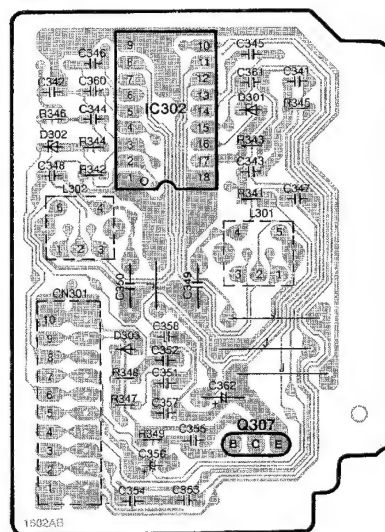 C346
9 10
C345
8 11
C342 C360
7 12
C361 C341
6 IC302 13
D301 R345
R346 C344
5 14
4 15
D302 R344
3 16
R343
C348
2 17
C343
R342
1 18
L302
R341 C347
6 4
L301
4 5
1 2 3
3 2 1
C350 C349
CN301
10
C358
J
9
D303
8
C352
J
7
R348 C351
J
6
C362
5
R347 C357
4
Q307
R349 C355
B C E
3
C356
2
1
C354 C353
1602AB